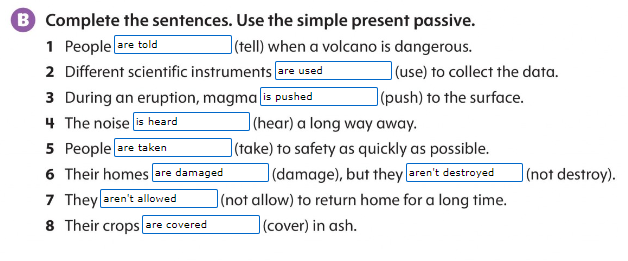 B Complete the sentences. Use the simple present passive.
1 People are told (tell) when a volcano is dangerous.
2 Different scientific instruments are used (use) to collect the data.
3 During an eruption, magma is pushed (push) to the surface.
4 The noise is heard (hear) a long way away.
5 People are taken (take) to safety as quickly as possible.
6 Their homes are damaged (damage), but they aren't destroyed (not destroy).
7 They aren't allowed (not allow) to return home for a long time.
8 Their crops are covered (cover) in ash.